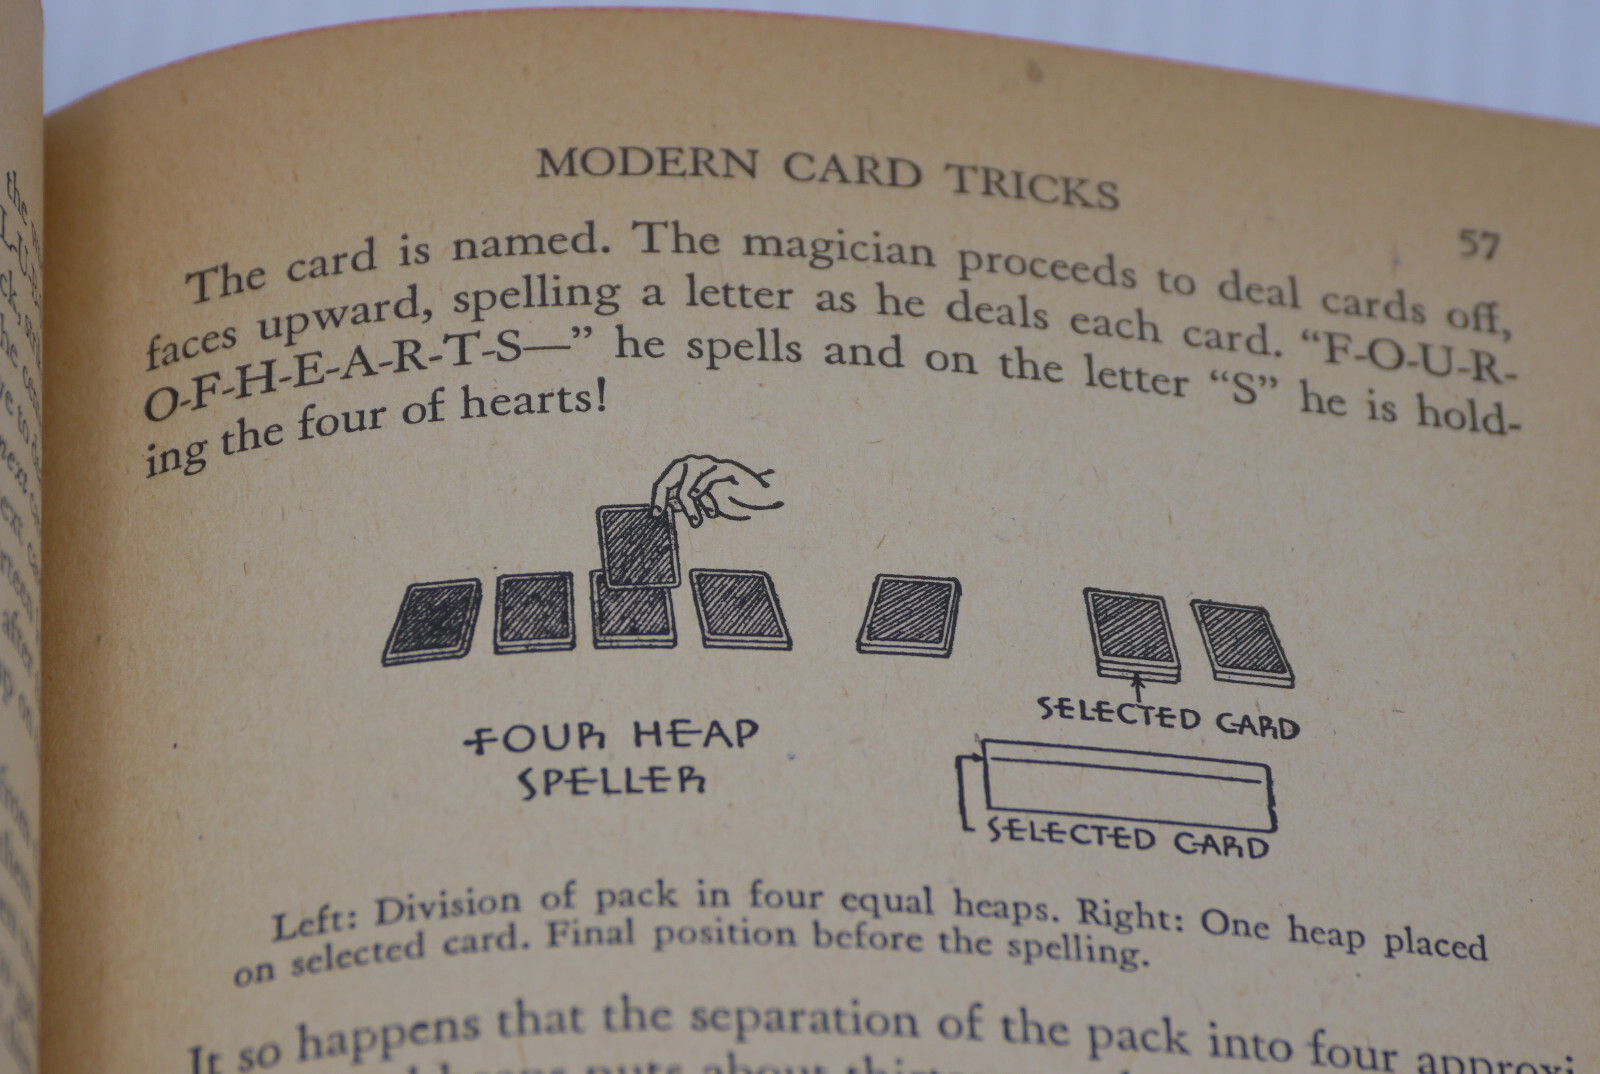 MODERN CARD TRICKS
57
The card is named. The magician proceeds to deal cards off,
faces upward, spelling a letter as he deals each card. “F-O-U-R-
O-F-H-E-A-R-T-S—” he spells and on the letter “S” he is hold-
ing the four of hearts!
FOUR HEAP
SPELLER
SELECTED CARD
SELECTED CARD
Left: Division of pack in four equal heaps. Right: One heap placed
on selected card. Final position before the spelling.
It so happens that the separation of the pack into four approxi
heaps puts about
the